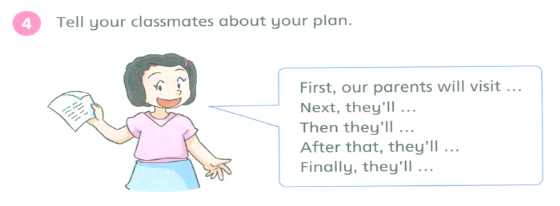 4 Tell your classmates about your plan.
First, our parents will visit ...
Next, they'll ...
Then they'll ...
After that, they'll ...
Finally, they'll ...